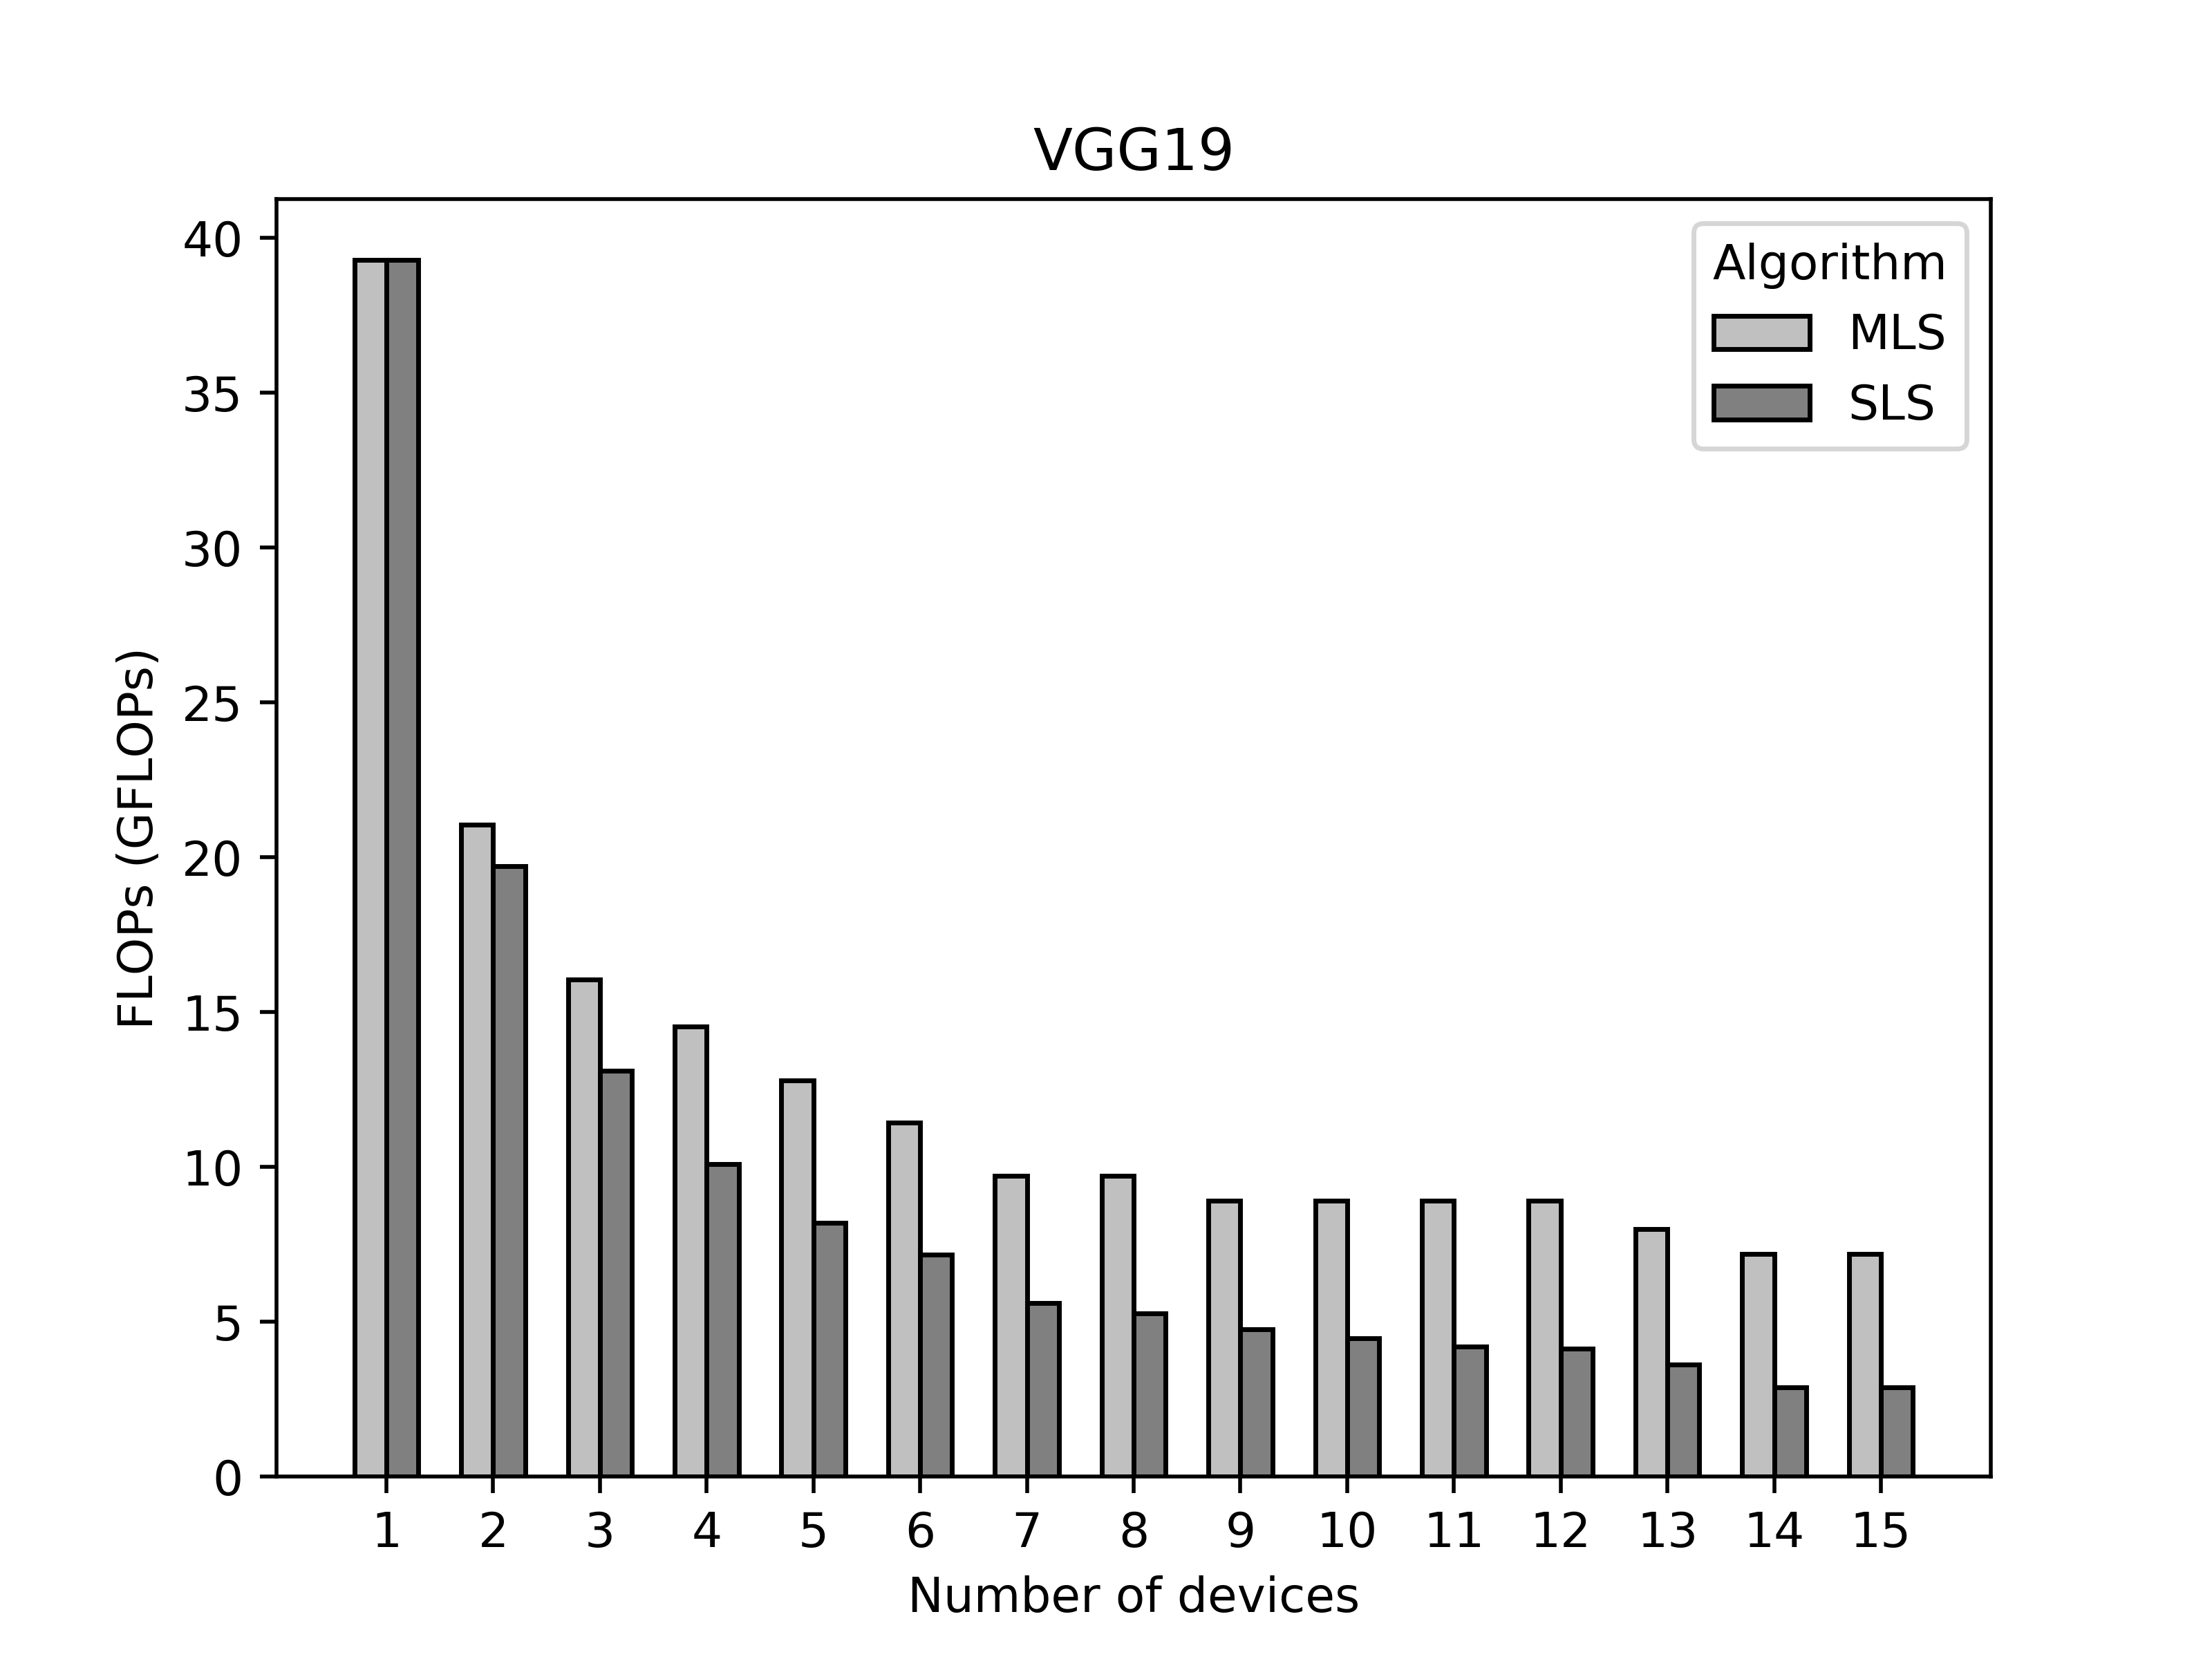 VGG19
Algorithm
MLS
SLS
40
35
30
25
20
15
10
5
0
FLOPs (GFLOPs)
1 2 3 4 5 6 7 8 9 10 11 12 13 14 15
Number of devices